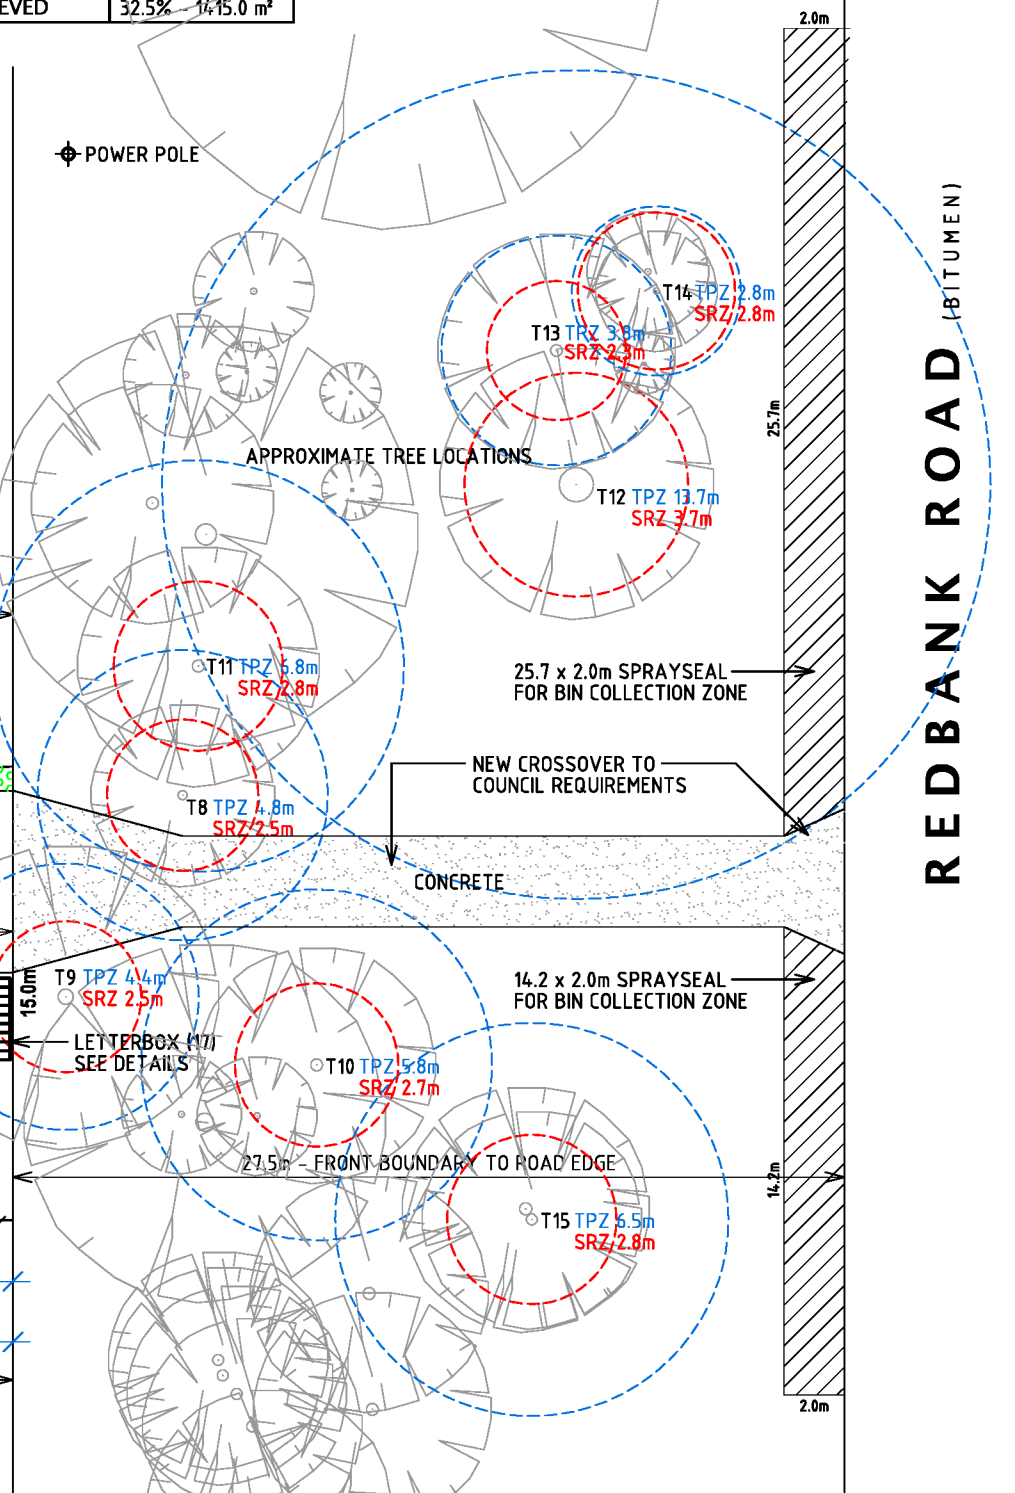 EVED 32.5% - 1415.0 m²
2.0m
POWER POLE
(BITUMEN)
REDBANK ROAD
T14 TPZ 2.8m
SRZ 2.8m
T13 TPZ 3.8m
SRZ 2.3m
25.7m
APPROXIMATE TREE LOCATIONS
T12 TPZ 13.7m
SRZ 3.7m
T11 TPZ 6.8m
SRZ 2.8m
25.7 x 2.0m SPRAYSEAL
FOR BIN COLLECTION ZONE
NEW CROSSOVER TO
COUNCIL REQUIREMENTS
T8 TPZ 4.8m
SRZ 2.5m
CONCRETE
T9 TPZ 4.4m
SRZ 2.5m
15.0m
14.2 x 2.0m SPRAYSEAL
FOR BIN COLLECTION ZONE
LETTERBOX (17)
SEE DETAILS
T10 TPZ 5.8m
SRZ 2.7m
27.5m - FRONT BOUNDARY TO ROAD EDGE
14.2m
T15 TPZ 6.5m
SRZ 2.8m
2.0m